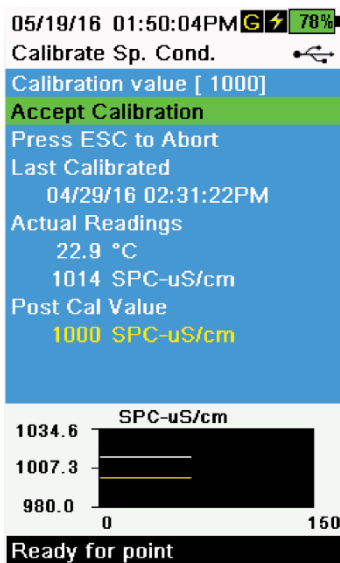 05/19/16 01:50:04PM G 78%
Calibrate Sp. Cond.
Calibration value [ 1000]
Accept Calibration
Press ESC to Abort
Last Calibrated
04/29/16 02:31:22PM
Actual Readings
22.9 °C
1014 SPC-uS/cm
Post Cal Value
1000 SPC-uS/cm
SPC-uS/cm
1034.6
1007.3
980.0
0 150
Ready for point